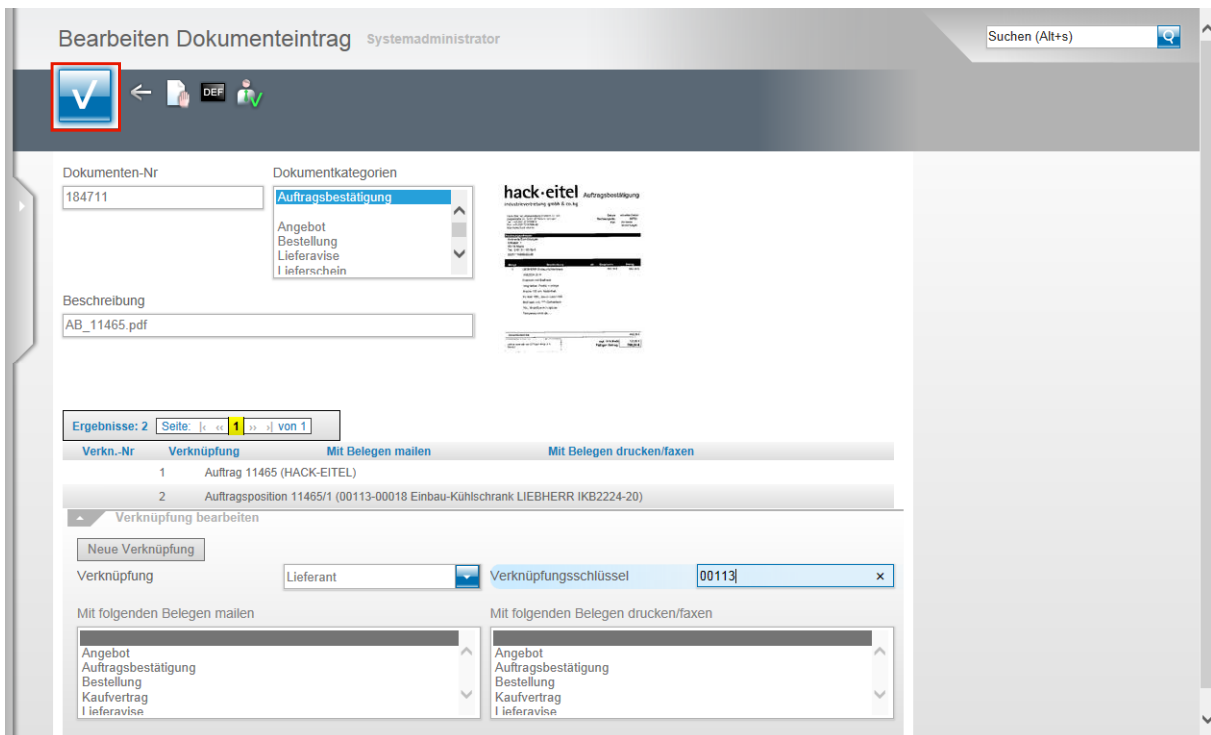 Bearbeiten Dokumenteintrag Systemadministrator
Suchen (Alt+s)
DEF
Dokumenten-Nr
Dokumentkategorien
184711
Auftragsbestätigung
Angebot
Bestellung
Lieferavise
Lieferschein
hack·eitel Auftragsbestätigung
industrievertretung gmbh & co.kg
Beschreibung
AB_11465.pdf
Ergebnisse: 2 Seite: |‹ ‹‹ 1 ›› ›| von 1
Verkn.-Nr Verknüpfung Mit Belegen mailen Mit Belegen drucken/faxen
1 Auftrag 11465 (HACK-EITEL)
2 Auftragsposition 11465/1 (00113-00018 Einbau-Kühlschrank LIEBHERR IKB2224-20)
Verknüpfung bearbeiten
Neue Verknüpfung
Verknüpfung Lieferant Verknüpfungsschlüssel 00113 ×
Mit folgenden Belegen mailen
Mit folgenden Belegen drucken/faxen
Angebot
Auftragsbestätigung
Bestellung
Kaufvertrag
Lieferavise
Angebot
Auftragsbestätigung
Bestellung
Kaufvertrag
Lieferavise